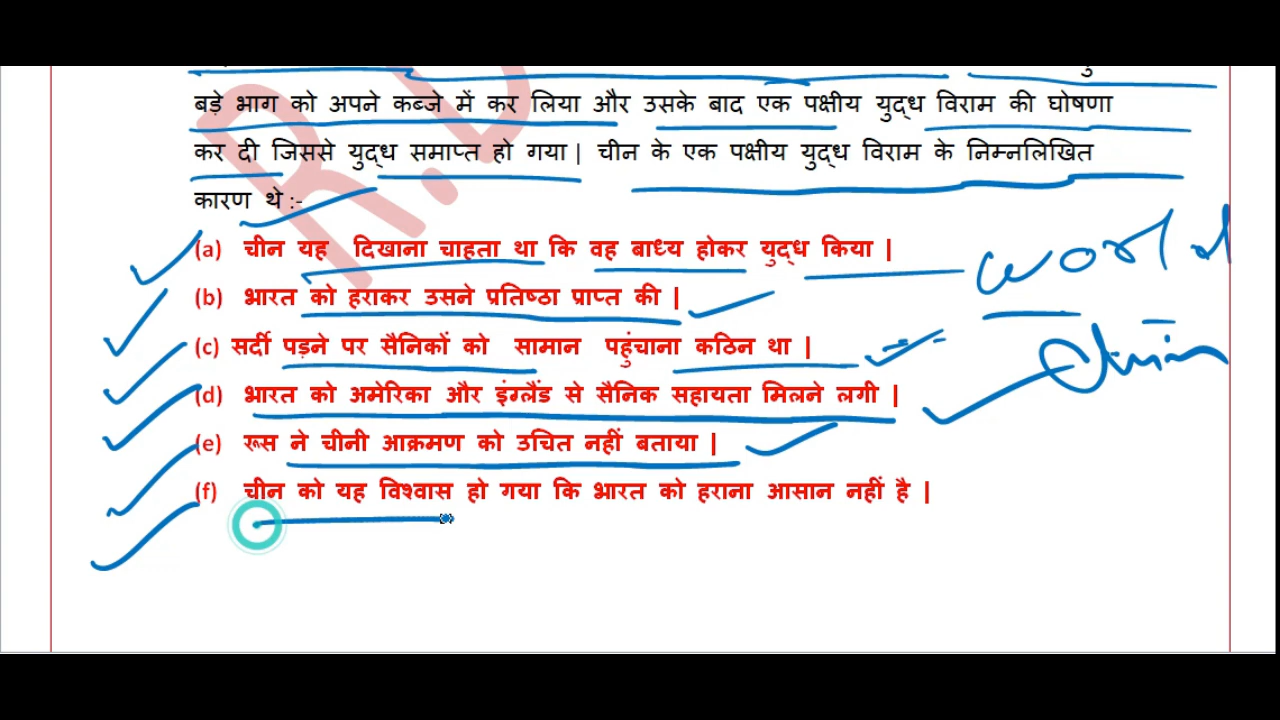 बड़े भाग को अपने कब्जे में कर लिया और उसके बाद एक पक्षीय युद्ध विराम की घोषणा
कर दी जिससे युद्ध समाप्त हो गया | चीन के एक पक्षीय युद्ध विराम के निम्नलिखित
कारण थे :-
(a) चीन यह दिखाना चाहता था कि वह बाध्य होकर युद्ध किया |
(b) भारत को हराकर उसने प्रतिष्ठा प्राप्त की |
(c) सर्दी पड़ने पर सैनिकों को सामान पहुंचाना कठिन था |
(d) भारत को अमेरिका और इंग्लैंड से सैनिक सहायता मिलने लगी |
(e) रूस ने चीनी आक्रमण को उचित नहीं बताया |
(f) चीन को यह विश्वास हो गया कि भारत को हराना आसान नहीं है |
world